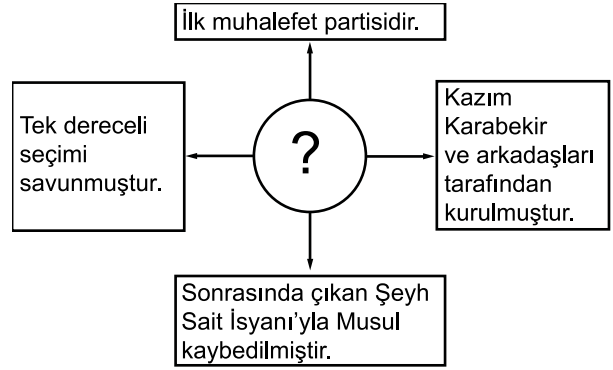 İlk muhalefet partisidir.
Tek dereceli
seçimi
savunmuştur.
?
Kazım
Karabekir
ve arkadaşları
tarafından
kurulmuştur.
Sonrasında çıkan Şeyh
Sait İsyanı'yla Musul
kaybedilmiştir.